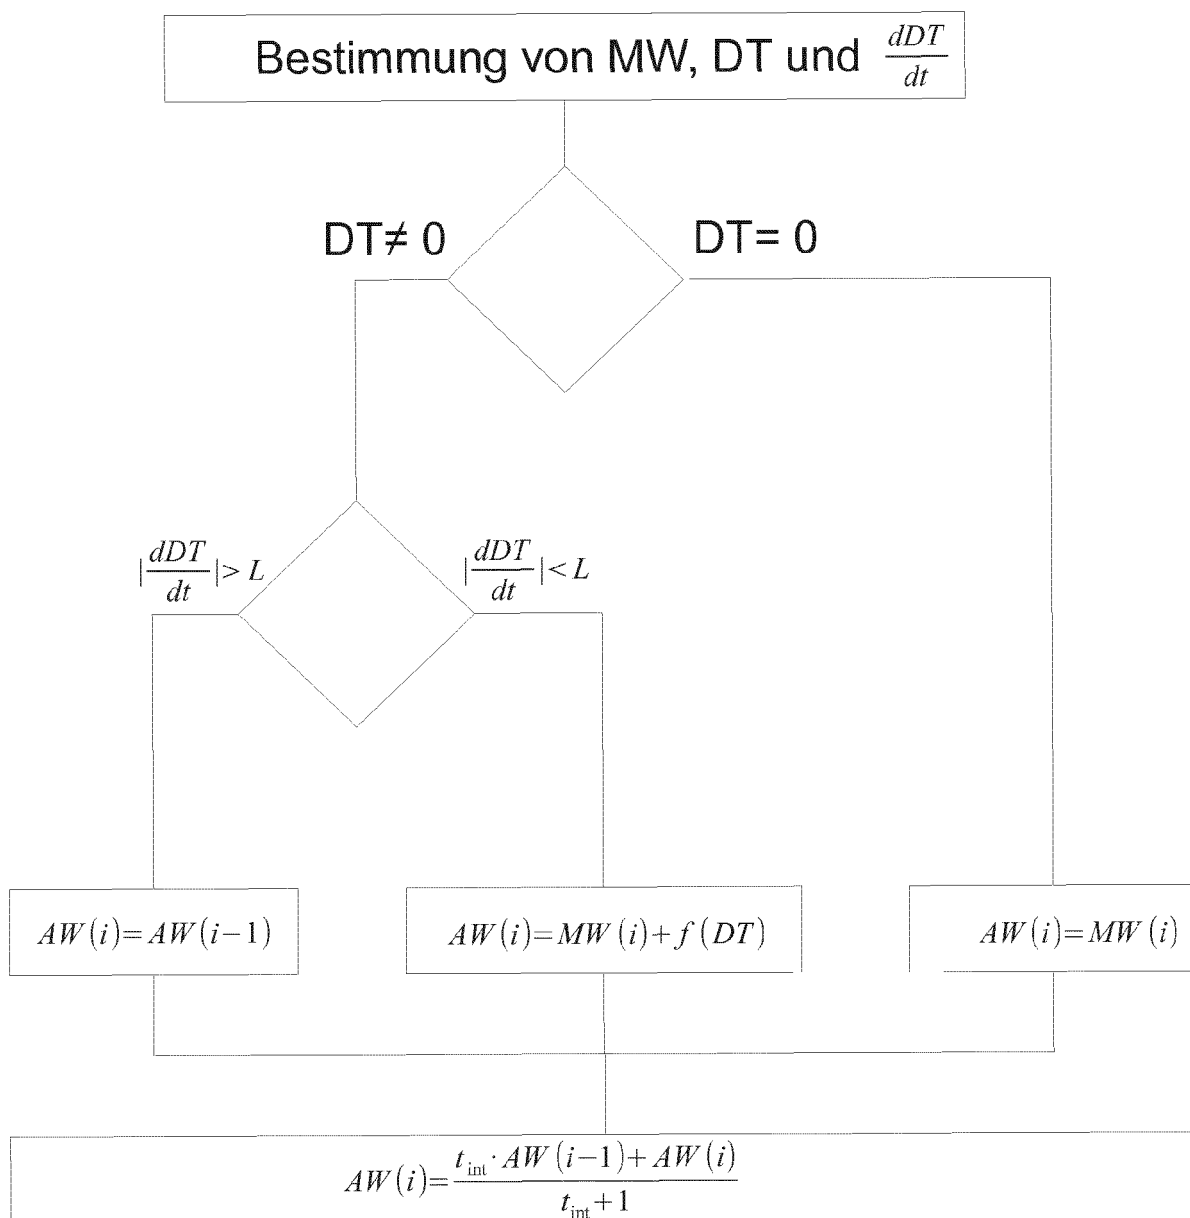 Bestimmung von MW, DT und dDT/dt
DT≠ 0
DT= 0
|dDT/dt|> L
|dDT/dt|< L
AW(i)=AW(i−1)
AW(i)=MW(i)+f(DT)
AW(i)=MW(i)
AW(i)=(t_int·AW(i−1)+AW(i))/(t_int+1)